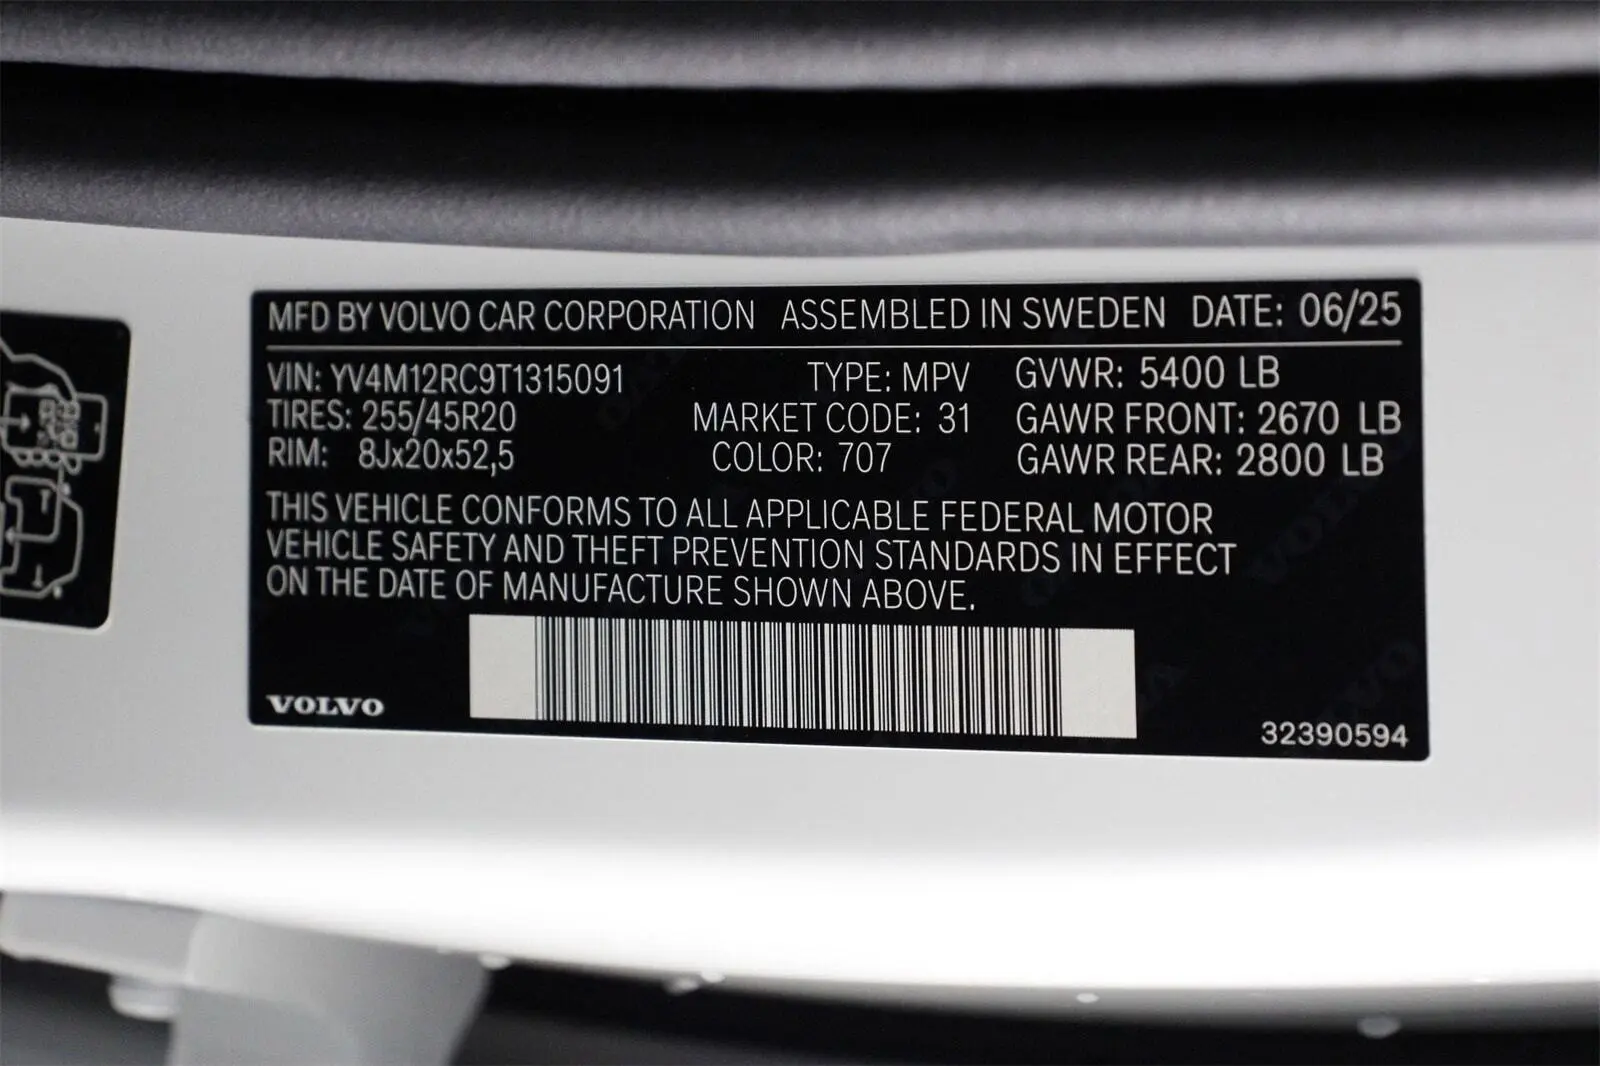 MFD BY VOLVO CAR CORPORATION ASSEMBLED IN SWEDEN DATE: 06/25
VIN: YV4M12RC9T1315091 TYPE: MPV GVWR: 5400 LB
TIRES: 255/45R20 MARKET CODE: 31 GAWR FRONT: 2670 LB
RIM: 8Jx20x52,5 COLOR: 707 GAWR REAR: 2800 LB
THIS VEHICLE CONFORMS TO ALL APPLICABLE FEDERAL MOTOR
VEHICLE SAFETY AND THEFT PREVENTION STANDARDS IN EFFECT
ON THE DATE OF MANUFACTURE SHOWN ABOVE.
VOLVO
32390594